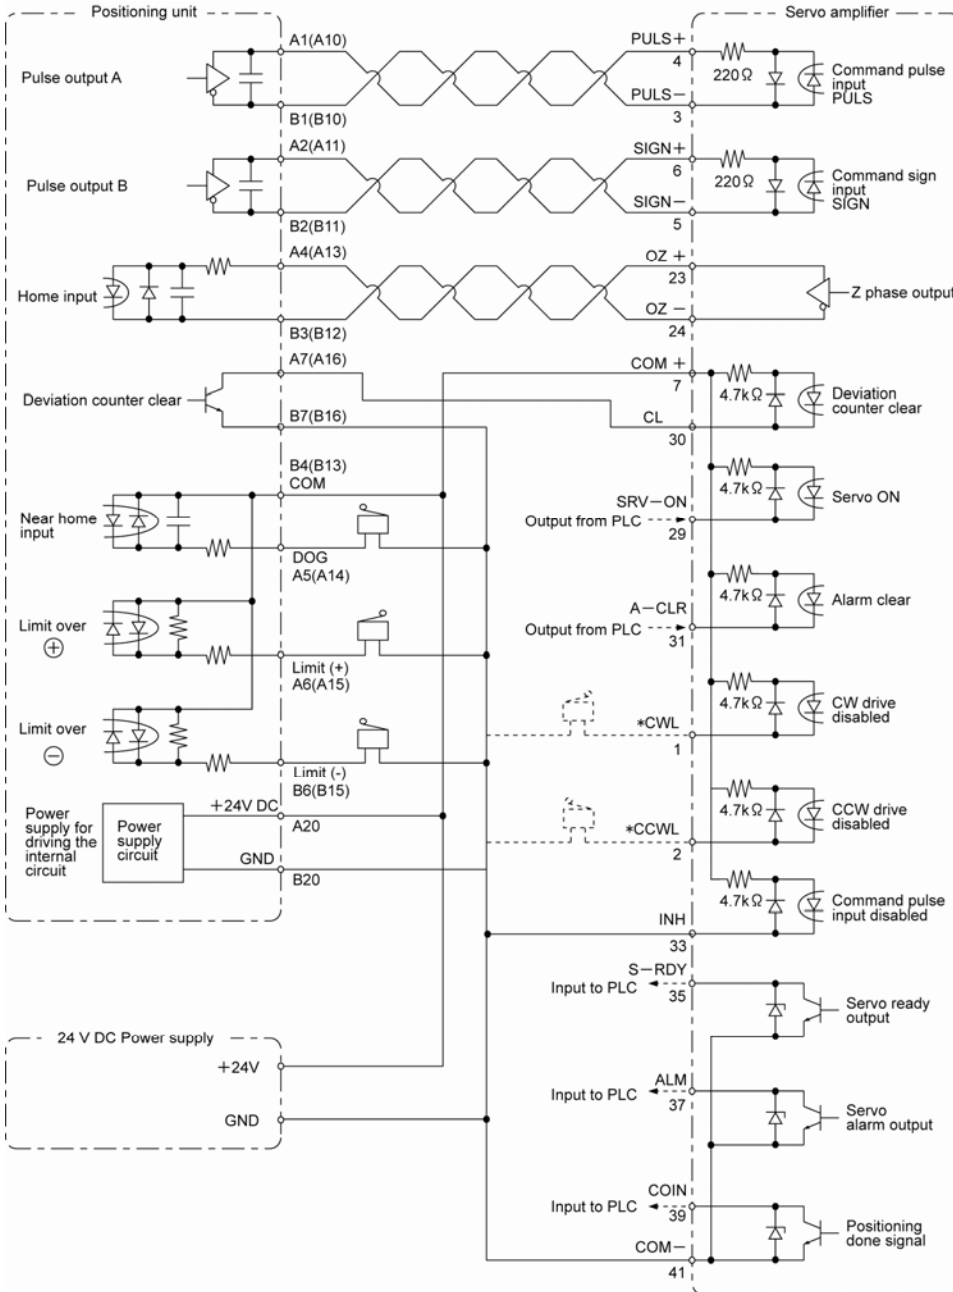 Positioning unit
Servo amplifier
A1(A10)
PULS+
4
220Ω
Pulse output A
Command pulse
input
PULS
PULS−
B1(B10)
3
A2(A11)
SIGN+
6
220Ω
Pulse output B
Command sign
input
SIGN
SIGN−
B2(B11)
5
A4(A13)
OZ +
23
Home input
Z phase output
OZ −
B3(B12)
24
A7(A16)
COM +
7
4.7kΩ
Deviation counter clear
Deviation
counter clear
B7(B16)
CL
30
B4(B13)
COM
4.7kΩ
Near home
input
SRV−ON
Servo ON
Output from PLC
29
DOG
A5(A14)
4.7kΩ
A−CLR
Alarm clear
Limit over
⊕
Output from PLC
31
Limit (+)
A6(A15)
4.7kΩ
CW drive
disabled
Limit over
⊖
*CWL
1
Limit (-)
B6(B15)
+24V DC
A20
4.7kΩ
CCW drive
disabled
Power
supply for
driving the
internal
circuit
Power
supply
circuit
*CCWL
2
GND
B20
4.7kΩ
Command pulse
input disabled
INH
33
S−RDY
Input to PLC
35
Servo ready
output
24 V DC Power supply
+24V
ALM
Input to PLC
37
GND
Servo
alarm output
COIN
Input to PLC
39
Positioning
done signal
COM−
41